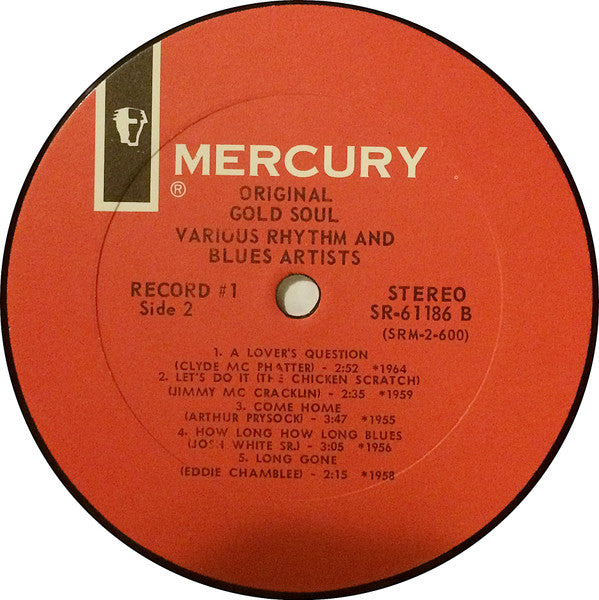 MERCURY
®
ORIGINAL
GOLD SOUL
VARIOUS RHYTHM AND
BLUES ARTISTS
RECORD #1
Side 2
STEREO
SR-61186 B
(SRM-2-600)
1. A LOVER'S QUESTION
(CLYDE MC PHATTER) - 2:52 *1964
2. LET'S DO IT (THE CHICKEN SCRATCH)
(JIMMY MC CRACKLIN) - 2:35 *1959
3. COME HOME
(ARTHUR PRYSOCK) - 3:47 *1955
4. HOW LONG HOW LONG BLUES
(JOSH WHITE SR.) - 3:05 *1956
5. LONG GONE
(EDDIE CHAMBLEE) - 2:15 *1958